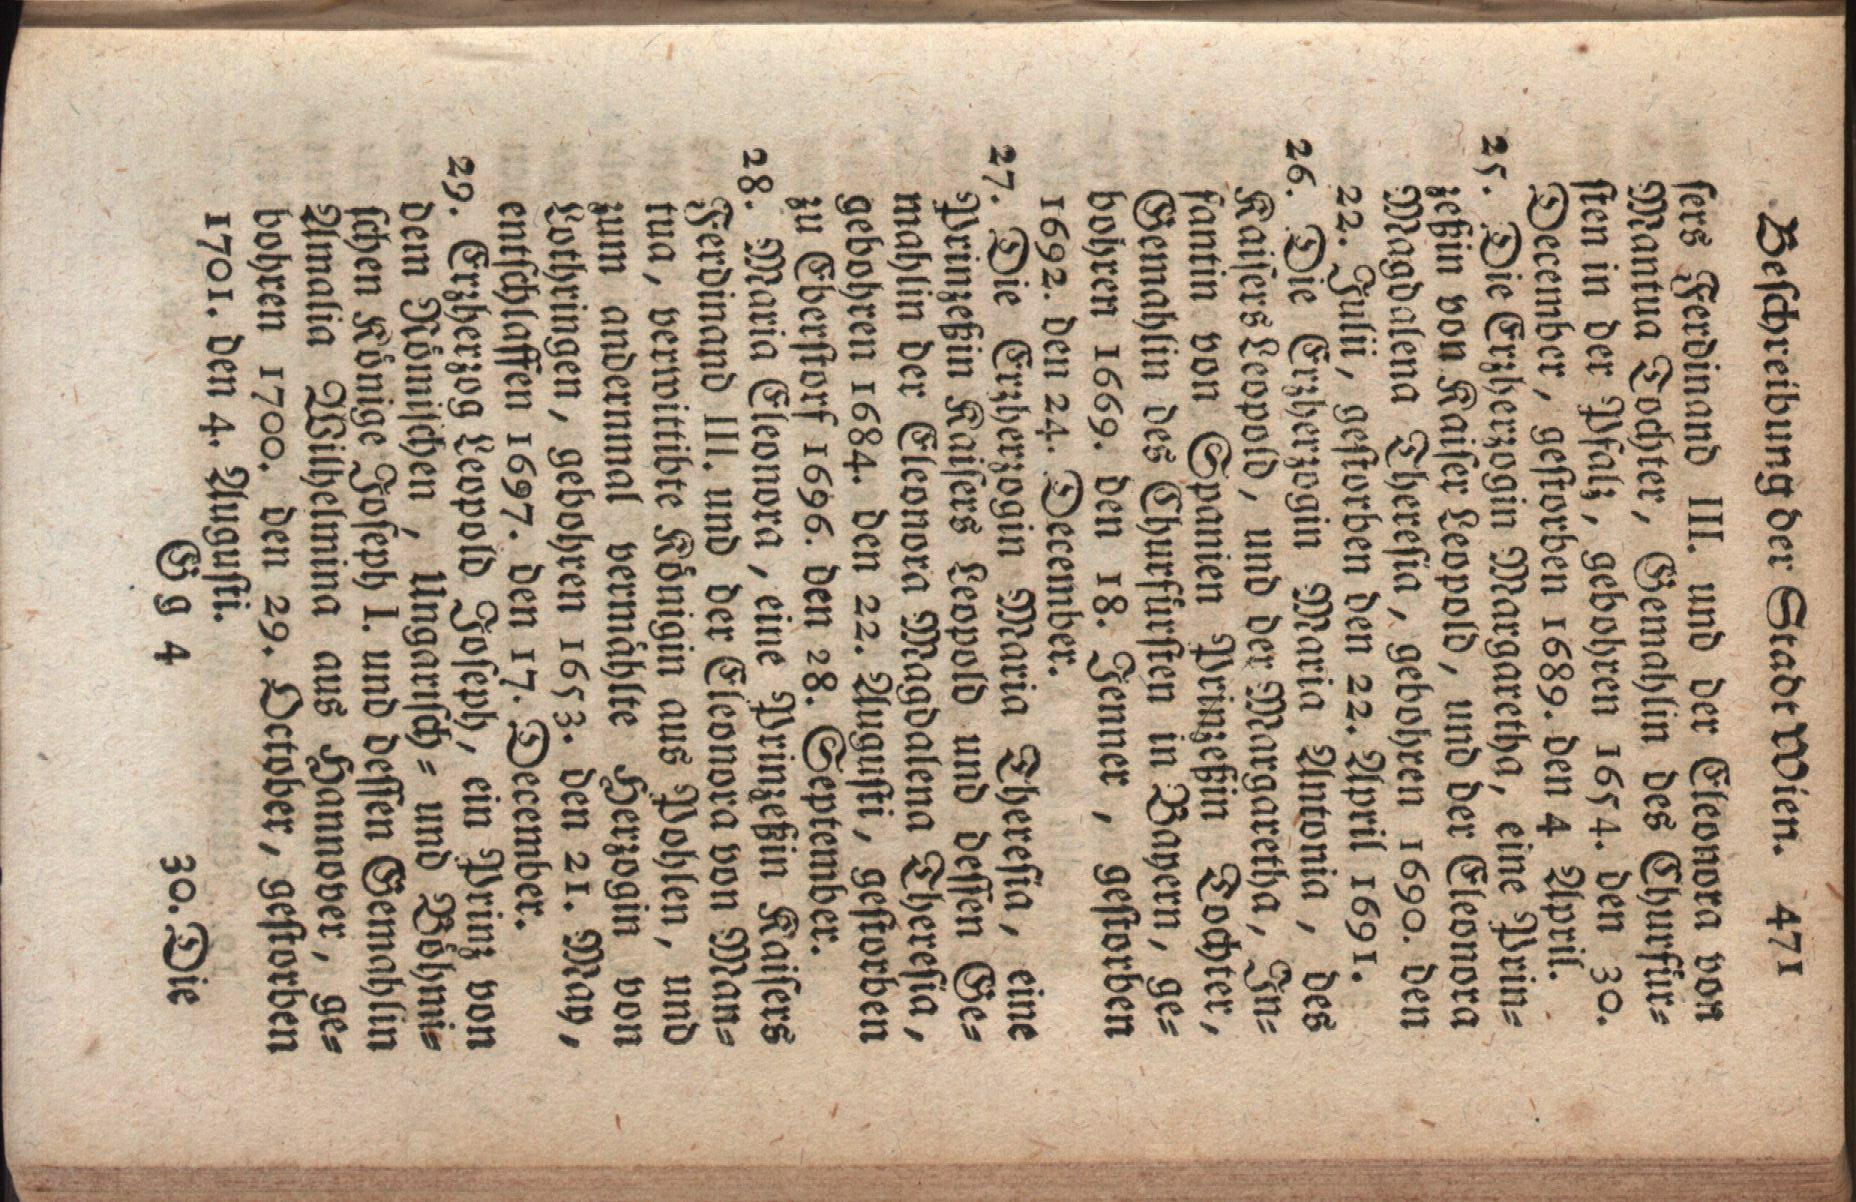 Beschreibung der Stadt Wien. 471
sers Ferdinand III. und der Eleonora von
Mantua Tochter, Gemahlin des Churfür-
sten in der Pfalz, gebohren 1654. den 30.
December, gestorben 1689. den 4 April.
25. Die Erzherzogin Margaretha, eine Prin-
zeßin von Kaiser Leopold, und der Eleonora
Magdalena Theresia, gebohren 1690. den
22. Julii, gestorben den 22. April 1691.
26. Die Erzherzogin Maria Antonia, des
Kaisers Leopold, und der Margaretha, In-
fantin von Spanien Prinzeßin Tochter,
Gemahlin des Churfürsten in Bayern, ge-
bohren 1669. den 18. Jenner, gestorben
1692. den 24. December.
27. Die Erzherzogin Maria Theresia, eine
Prinzeßin Kaisers Leopold und dessen Ge-
mahlin der Eleonora Magdalena Theresia,
gebohren 1684. den 22. Augusti, gestorben
zu Eberstorf 1696. den 28. September.
28. Maria Eleonora, eine Prinzeßin Kaisers
Ferdinand III. und der Eleonora von Man-
tua, verwittibte Königin aus Pohlen, und
zum andernmal vermählte Herzogin von
Lothringen, gebohren 1653. den 21. May,
entschlaffen 1697. den 17. December.
29. Erzherzog Leopold Joseph, ein Prinz von
dem Römischen, Ungarisch- und Böhmi-
schen Könige Joseph I. und dessen Gemahlin
Amalia Wilhelmina aus Hannover, ge-
bohren 1700. den 29. October, gestorben
1701. den 4. Augusti.
Gg 4 30. Die